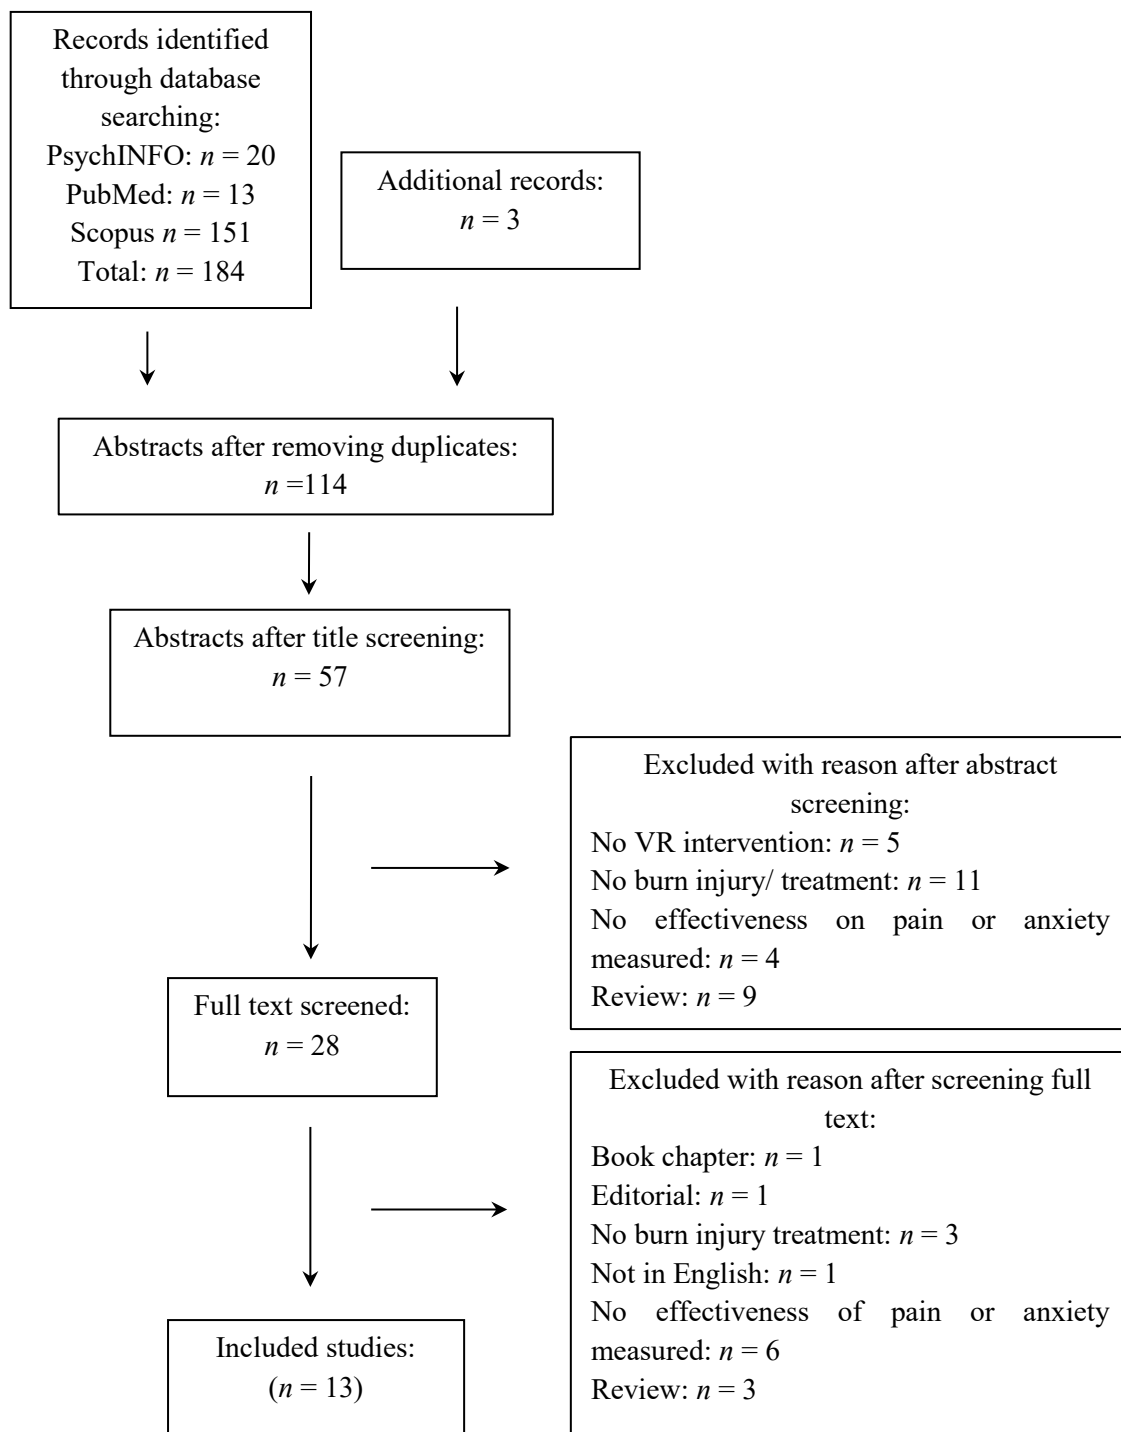 Records identified
through database
searching:
PsychINFO: n = 20
PubMed: n = 13
Scopus n = 151
Total: n = 184
Additional records:
n = 3
Abstracts after removing duplicates:
n =114
Abstracts after title screening:
n = 57
Excluded with reason after abstract
screening:
No VR intervention: n = 5
No burn injury/ treatment: n = 11
No effectiveness on pain or anxiety
measured: n = 4
Review: n = 9
Full text screened:
n = 28
Excluded with reason after screening full
text:
Book chapter: n = 1
Editorial: n = 1
No burn injury treatment: n = 3
Not in English: n = 1
No effectiveness of pain or anxiety
measured: n = 6
Review: n = 3
Included studies:
(n = 13)